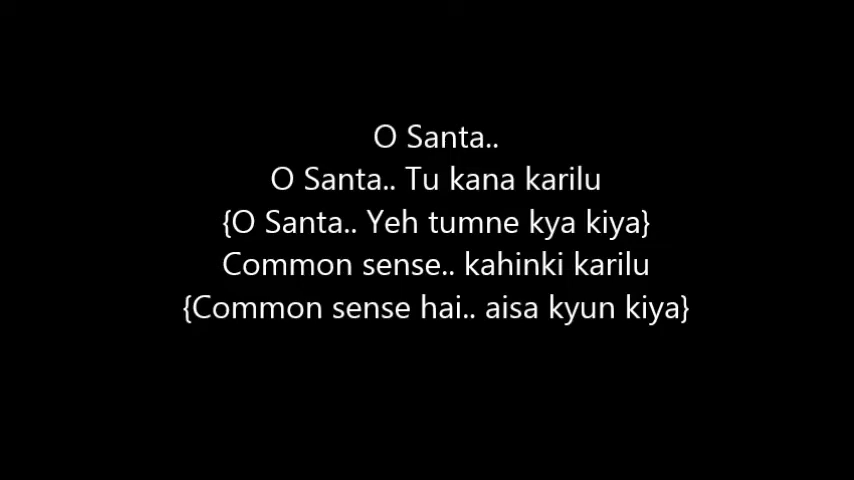 O Santa..
O Santa.. Tu kana karilu
{O Santa.. Yeh tumne kya kiya}
Common sense.. kahinki karilu
{Common sense hai.. aisa kyun kiya}